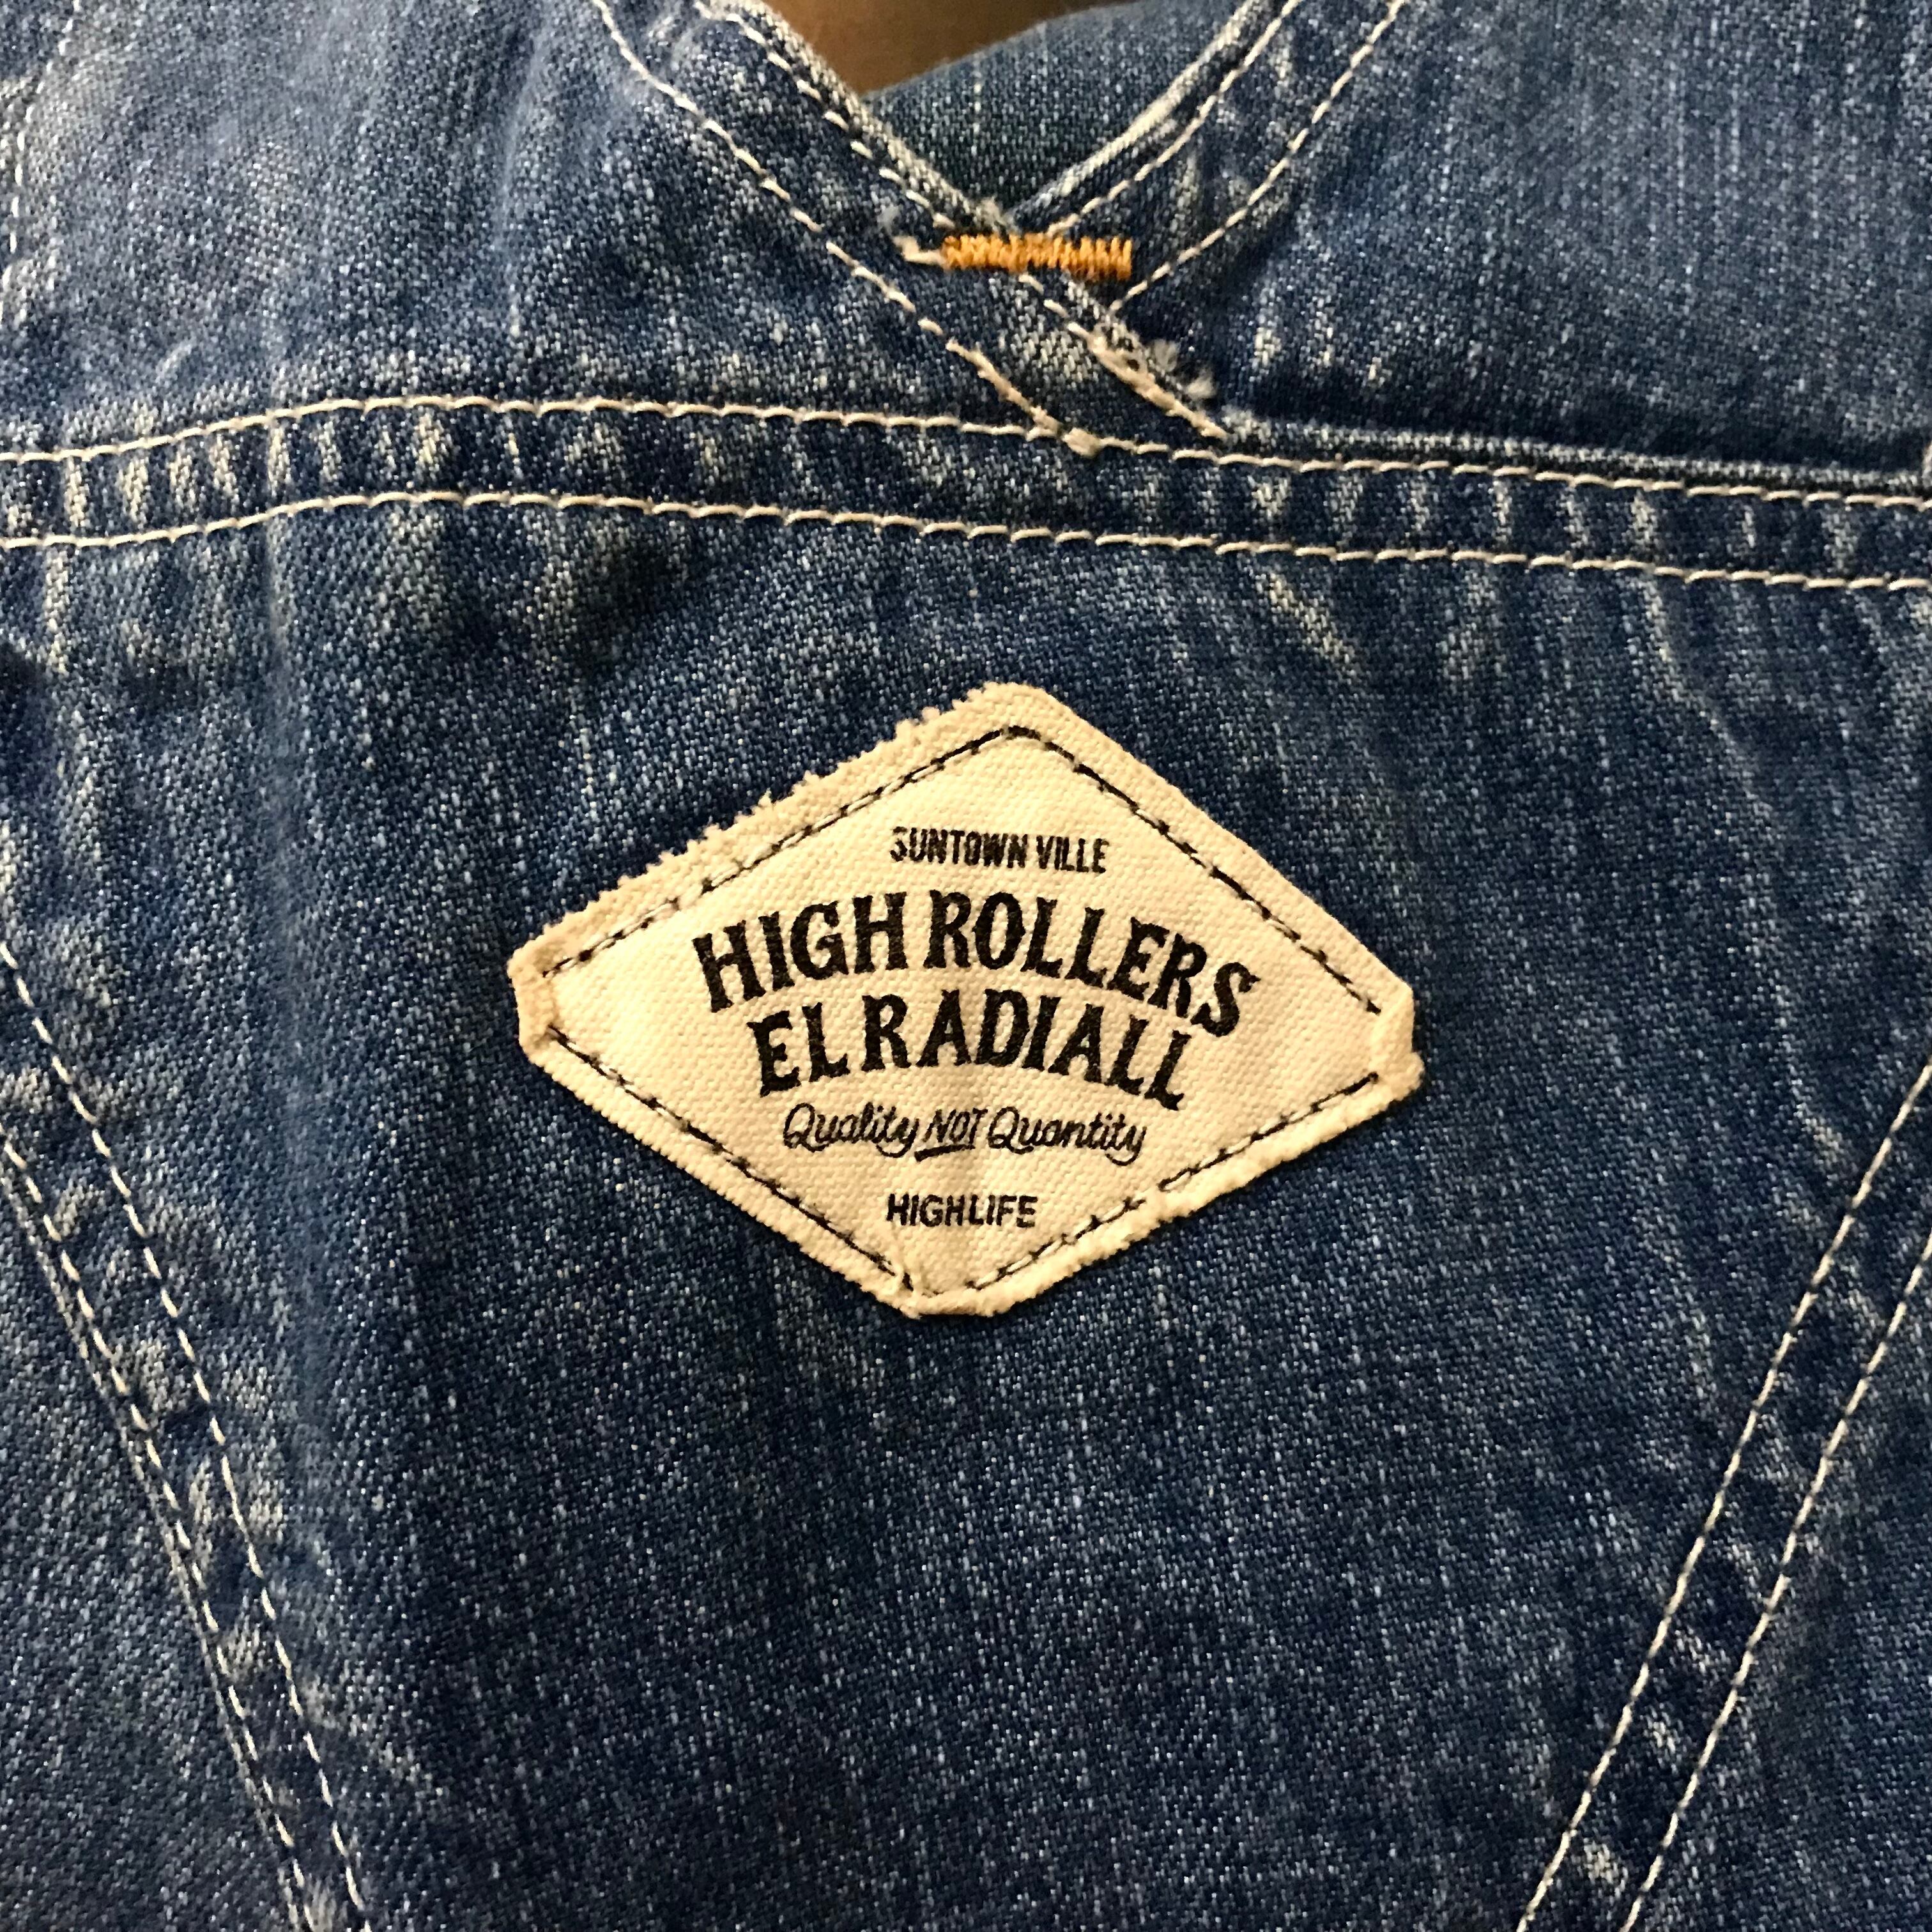 SUNTOWN VILLE
HIGH ROLLERS
EL RADIALL
Quality NOT Quantity
HIGHLIFE